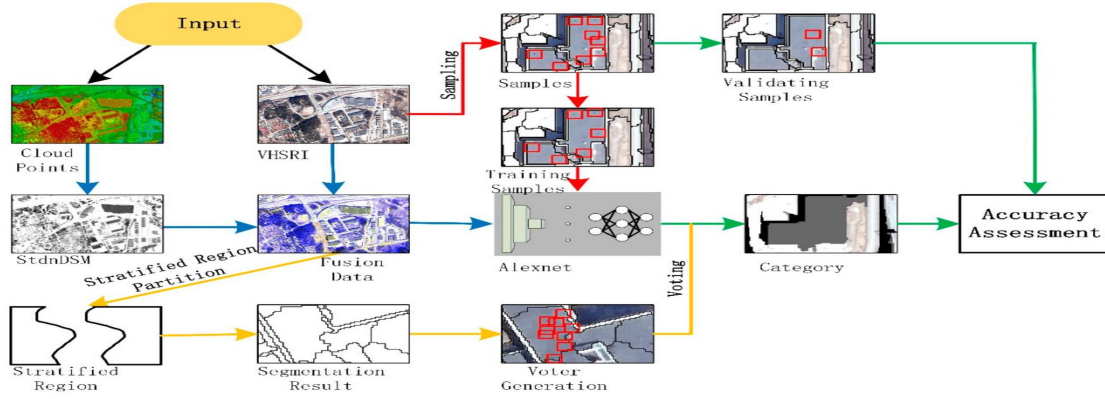 Input
Sampling
Samples
Validating
Samples
Cloud
Points
VHSRI
Training
Samples
StdnDSM
Fusion
Data
Alexnet
Category
Accuracy
Assessment
Stratified Region
Partition
Voting
Stratified
Region
Segmentation
Result
Voter
Generation